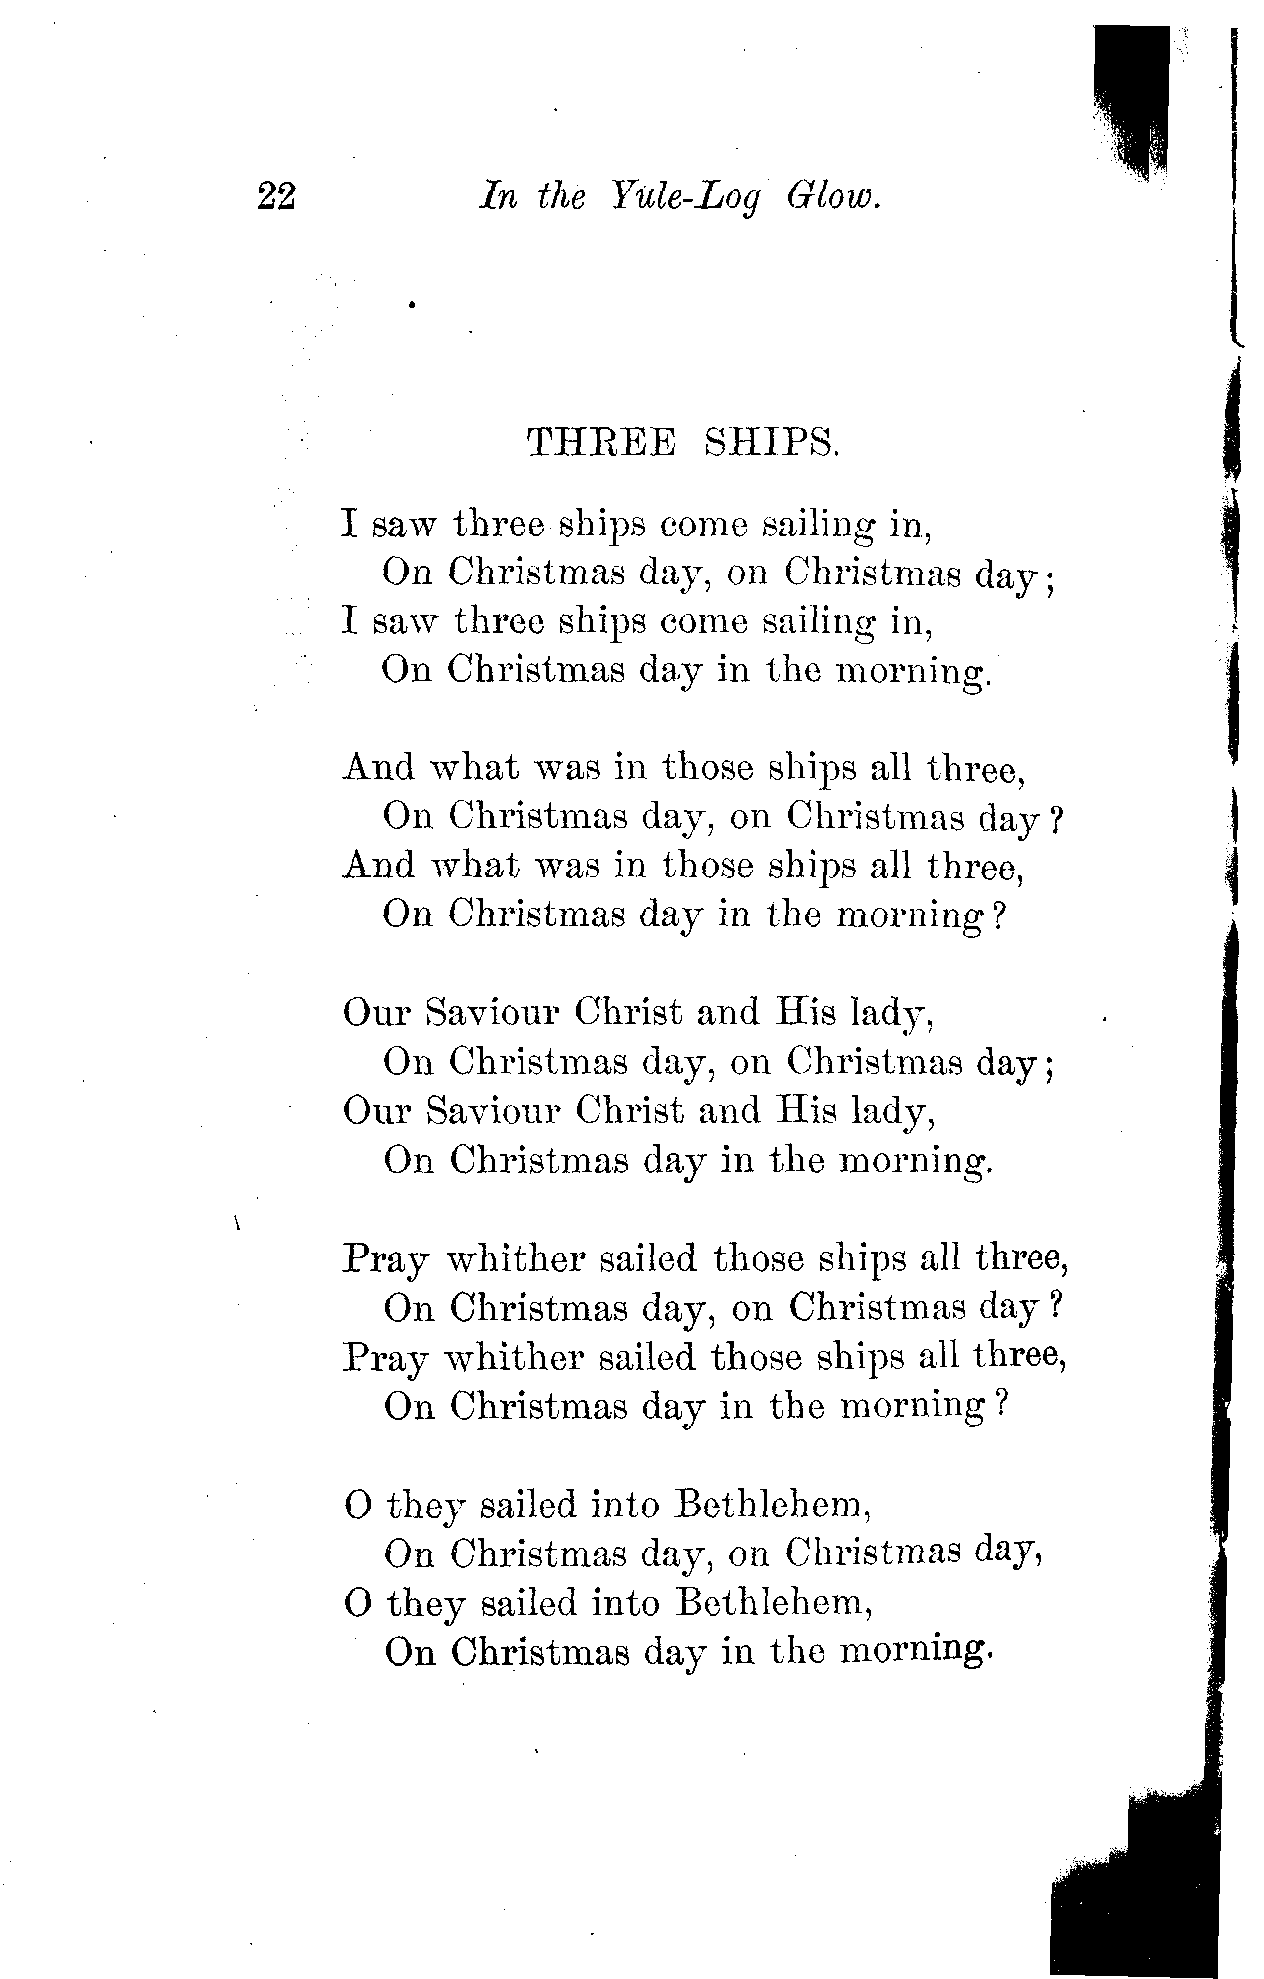 22 In the Yule-Log Glow.
THREE SHIPS.
I saw three ships come sailing in,
On Christmas day, on Christmas day;
I saw three ships come sailing in,
On Christmas day in the morning.
And what was in those ships all three,
On Christmas day, on Christmas day?
And what was in those ships all three,
On Christmas day in the morning?
Our Saviour Christ and His lady,
On Christmas day, on Christmas day;
Our Saviour Christ and His lady,
On Christmas day in the morning.
Pray whither sailed those ships all three,
On Christmas day, on Christmas day?
Pray whither sailed those ships all three,
On Christmas day in the morning?
O they sailed into Bethlehem,
On Christmas day, on Christmas day,
O they sailed into Bethlehem,
On Christmas day in the morning.